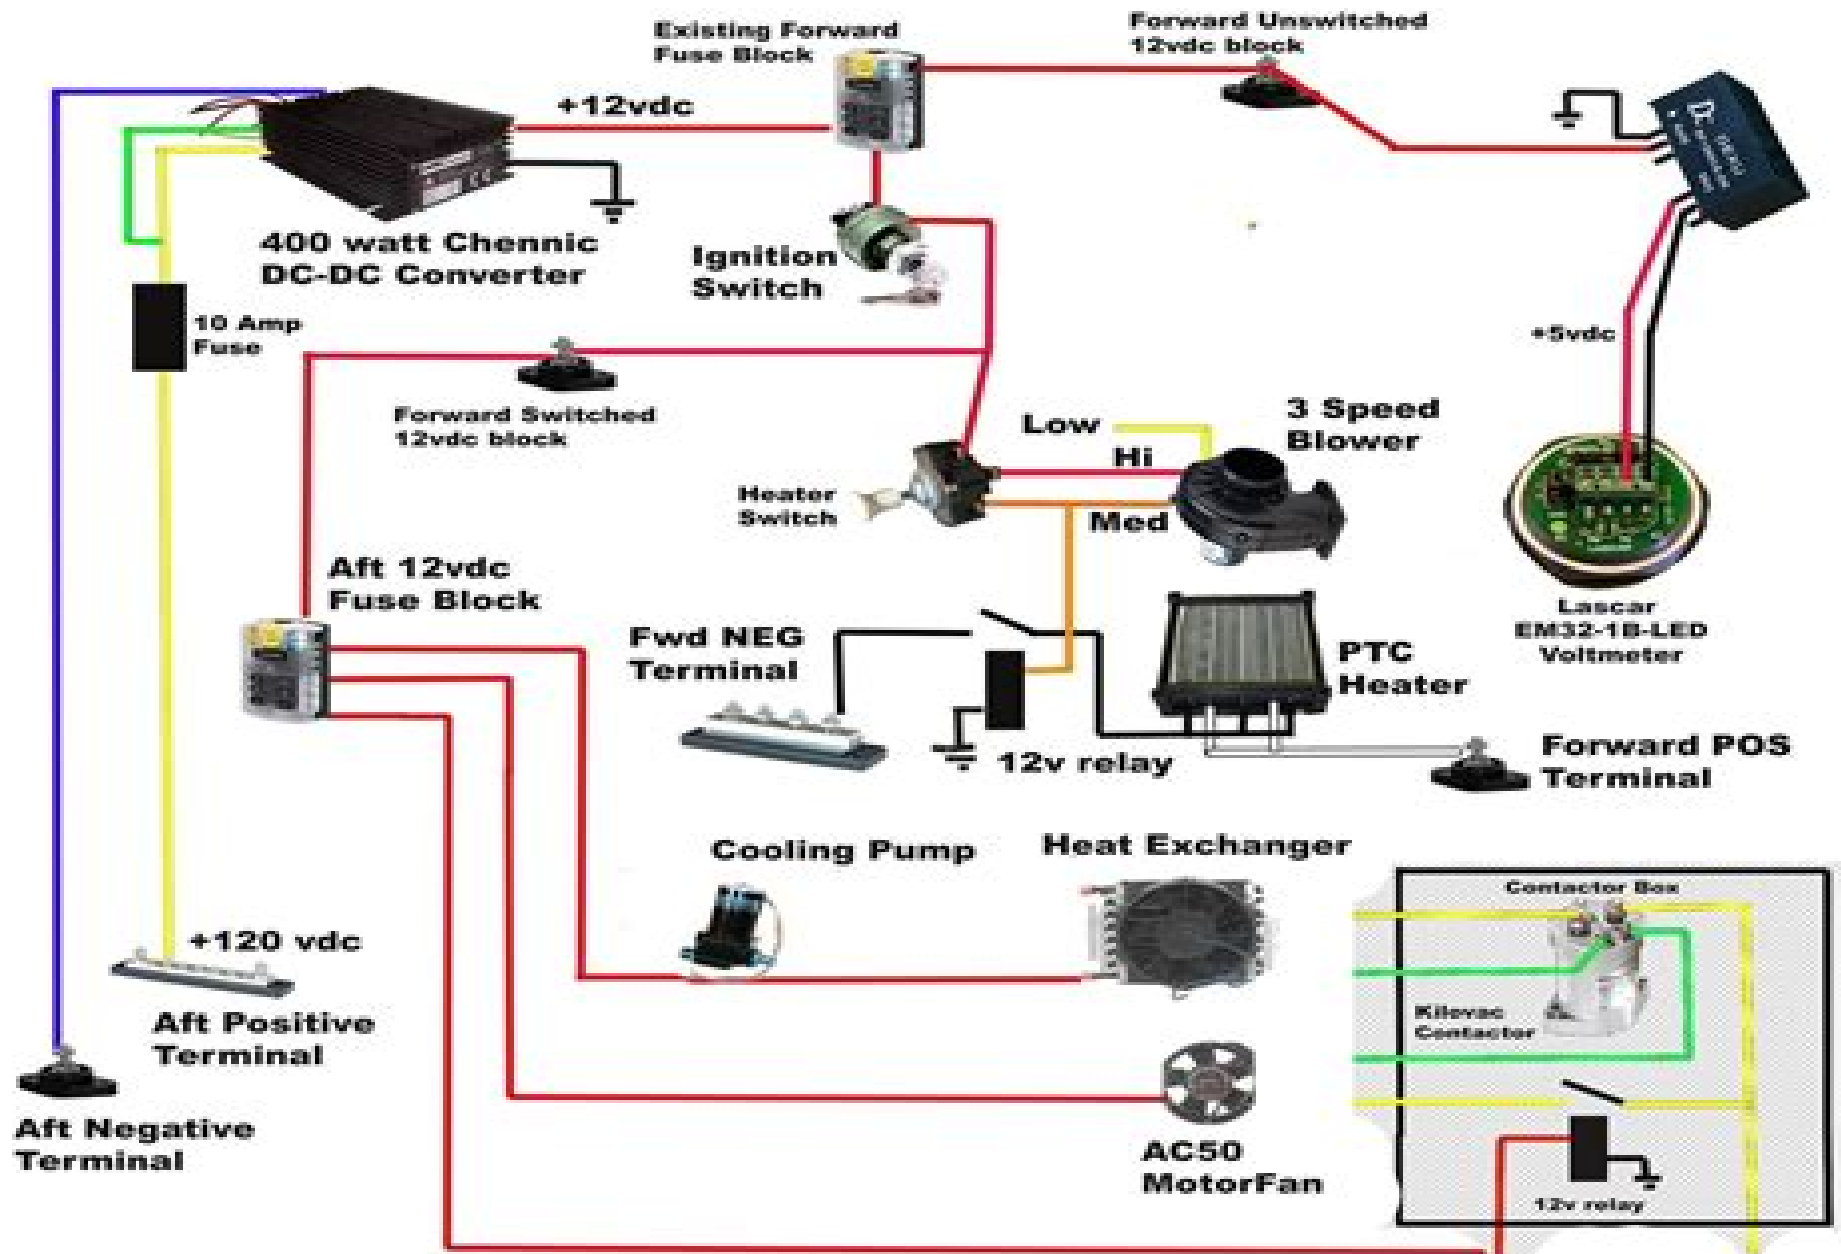 Existing Forward
Fuse Block
Forward Unswitched
12vdc block
+12vdc
400 watt Chennic
DC-DC Converter
Ignition
Switch
10 Amp
Fuse
+5vdc
Forward Switched
12vdc block
Low
Hi
Med
3 Speed
Blower
Heater
Switch
Aft 12vdc
Fuse Block
Lascar
EM32-1B-LED
Voltmeter
Fwd NEG
Terminal
PTC
Heater
12v relay
Forward POS
Terminal
Cooling Pump
Heat Exchanger
Contactor Box
+120 vdc
Kilovac
Contactor
Aft Positive
Terminal
Aft Negative
Terminal
AC50
MotorFan
12v relay